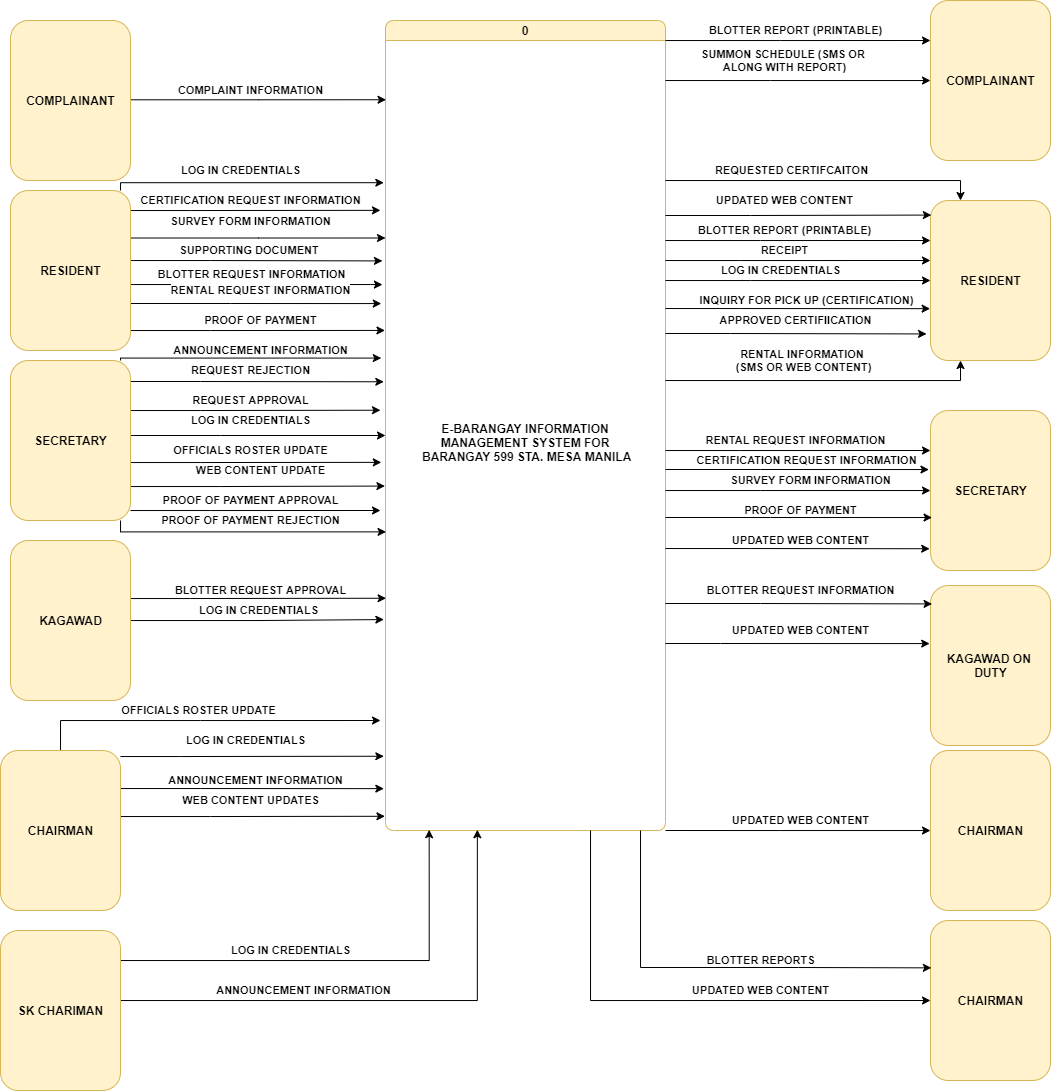 0
COMPLAINANT
COMPLAINT INFORMATION
BLOTTER REPORT (PRINTABLE)
SUMMON SCHEDULE (SMS OR
ALONG WITH REPORT)
COMPLAINANT
RESIDENT
LOG IN CREDENTIALS
CERTIFICATION REQUEST INFORMATION
SURVEY FORM INFORMATION
SUPPORTING DOCUMENT
BLOTTER REQUEST INFORMATION
RENTAL REQUEST INFORMATION
PROOF OF PAYMENT
REQUESTED CERTIFCAITON
UPDATED WEB CONTENT
BLOTTER REPORT (PRINTABLE)
RECEIPT
LOG IN CREDENTIALS
INQUIRY FOR PICK UP (CERTIFICATION)
APPROVED CERTIFIICATION
RENTAL INFORMATION
(SMS OR WEB CONTENT)
RESIDENT
SECRETARY
ANNOUNCEMENT INFORMATION
REQUEST REJECTION
REQUEST APPROVAL
LOG IN CREDENTIALS
OFFICIALS ROSTER UPDATE
WEB CONTENT UPDATE
PROOF OF PAYMENT APPROVAL
PROOF OF PAYMENT REJECTION
E-BARANGAY INFORMATION
MANAGEMENT SYSTEM FOR
BARANGAY 599 STA. MESA MANILA
RENTAL REQUEST INFORMATION
CERTIFICATION REQUEST INFORMATION
SURVEY FORM INFORMATION
PROOF OF PAYMENT
UPDATED WEB CONTENT
SECRETARY
KAGAWAD
BLOTTER REQUEST APPROVAL
LOG IN CREDENTIALS
BLOTTER REQUEST INFORMATION
UPDATED WEB CONTENT
KAGAWAD ON
DUTY
OFFICIALS ROSTER UPDATE
LOG IN CREDENTIALS
ANNOUNCEMENT INFORMATION
WEB CONTENT UPDATES
CHAIRMAN
UPDATED WEB CONTENT
CHAIRMAN
SK CHARIMAN
LOG IN CREDENTIALS
ANNOUNCEMENT INFORMATION
BLOTTER REPORTS
UPDATED WEB CONTENT
CHAIRMAN